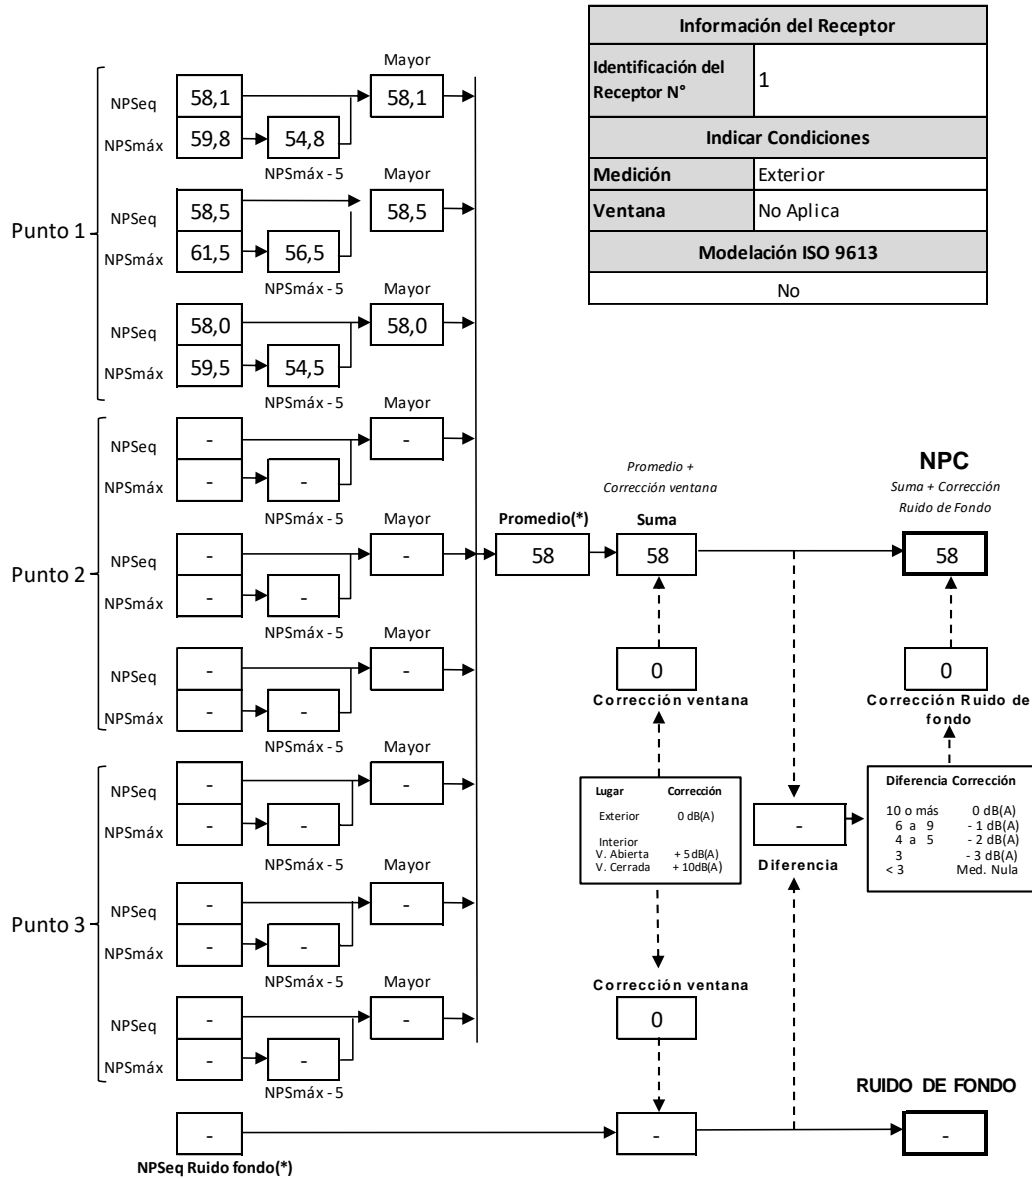 Información del Receptor
Identificación del Receptor N°
1
Indicar Condiciones
Medición
Exterior
Ventana
No Aplica
Modelación ISO 9613
No
Punto 1
Mayor
NPSeq
58,1
58,1
NPSmáx
59,8
54,8
NPSmáx - 5
Mayor
NPSeq
58,5
58,5
NPSmáx
61,5
56,5
NPSmáx - 5
Mayor
NPSeq
58,0
58,0
NPSmáx
59,5
54,5
NPSmáx - 5
Punto 2
Mayor
NPSeq
-
-
NPSmáx
-
-
NPSmáx - 5
Mayor
NPSeq
-
-
NPSmáx
-
-
NPSmáx - 5
Mayor
NPSeq
-
-
NPSmáx
-
-
NPSmáx - 5
Punto 3
Mayor
NPSeq
-
-
NPSmáx
-
-
NPSmáx - 5
Mayor
NPSeq
-
-
NPSmáx
-
-
NPSmáx - 5
Mayor
NPSeq
-
-
NPSmáx
-
-
NPSmáx - 5
-
NPSeq Ruido fondo(*)
Promedio(*)
58
Promedio +
Corrección ventana
Suma
58
0
Corrección ventana
Lugar Corrección
Exterior 0 dB(A)
Interior
V. Abierta + 5dB(A)
V. Cerrada + 10dB(A)
Corrección ventana
0
-
-
Diferencia
NPC
Suma + Corrección
Ruido de Fondo
58
0
Corrección Ruido de
fondo
Diferencia Corrección
10 o más 0 dB(A)
6 a 9 - 1 dB(A)
4 a 5 - 2 dB(A)
3 - 3 dB(A)
< 3 Med. Nula
RUIDO DE FONDO
-